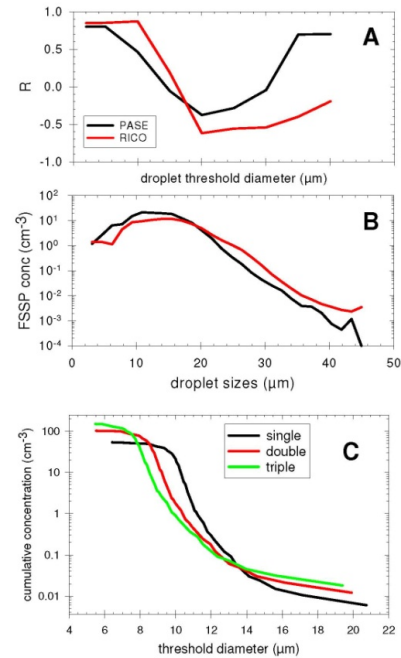 1.0
0.5
0.0
-0.5
-1.0
R
A
PASE
RICO
droplet threshold diameter (μm)
10²
10¹
10⁰
10⁻¹
10⁻²
10⁻³
10⁻⁴
FSSP conc (cm⁻³)
B
0 10 20 30 40 50
droplet sizes (μm)
100
10
1
0.1
0.01
cumulative concentration (cm⁻³)
single
double
triple
C
4 6 8 10 12 14 16 18 20 22
threshold diameter (μm)